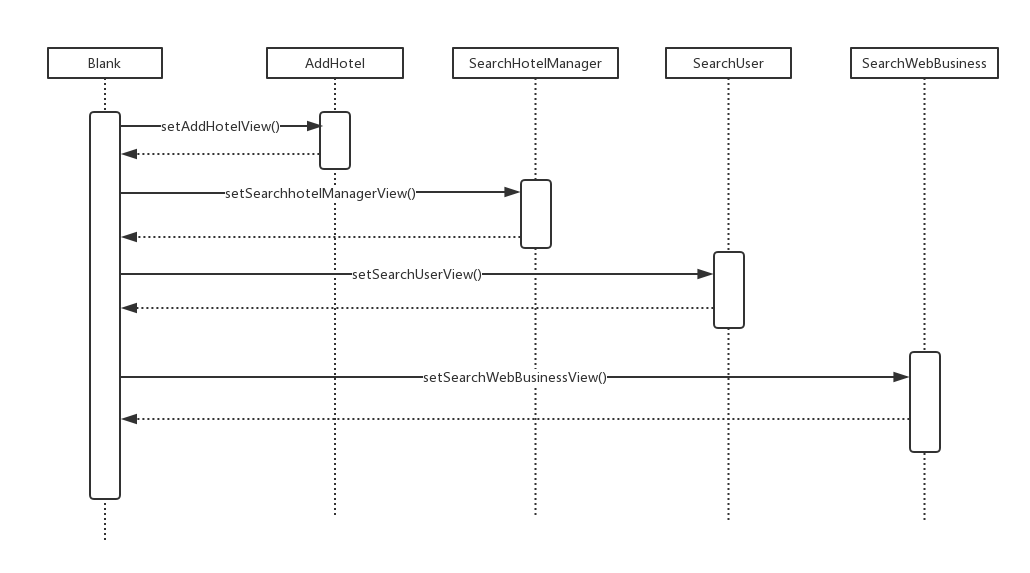 Blank
AddHotel
SearchHotelManager
SearchUser
SearchWebBusiness
setAddHotelView()
setSearchhotelManagerView()
setSearchUserView()
setSearchWebBusinessView()